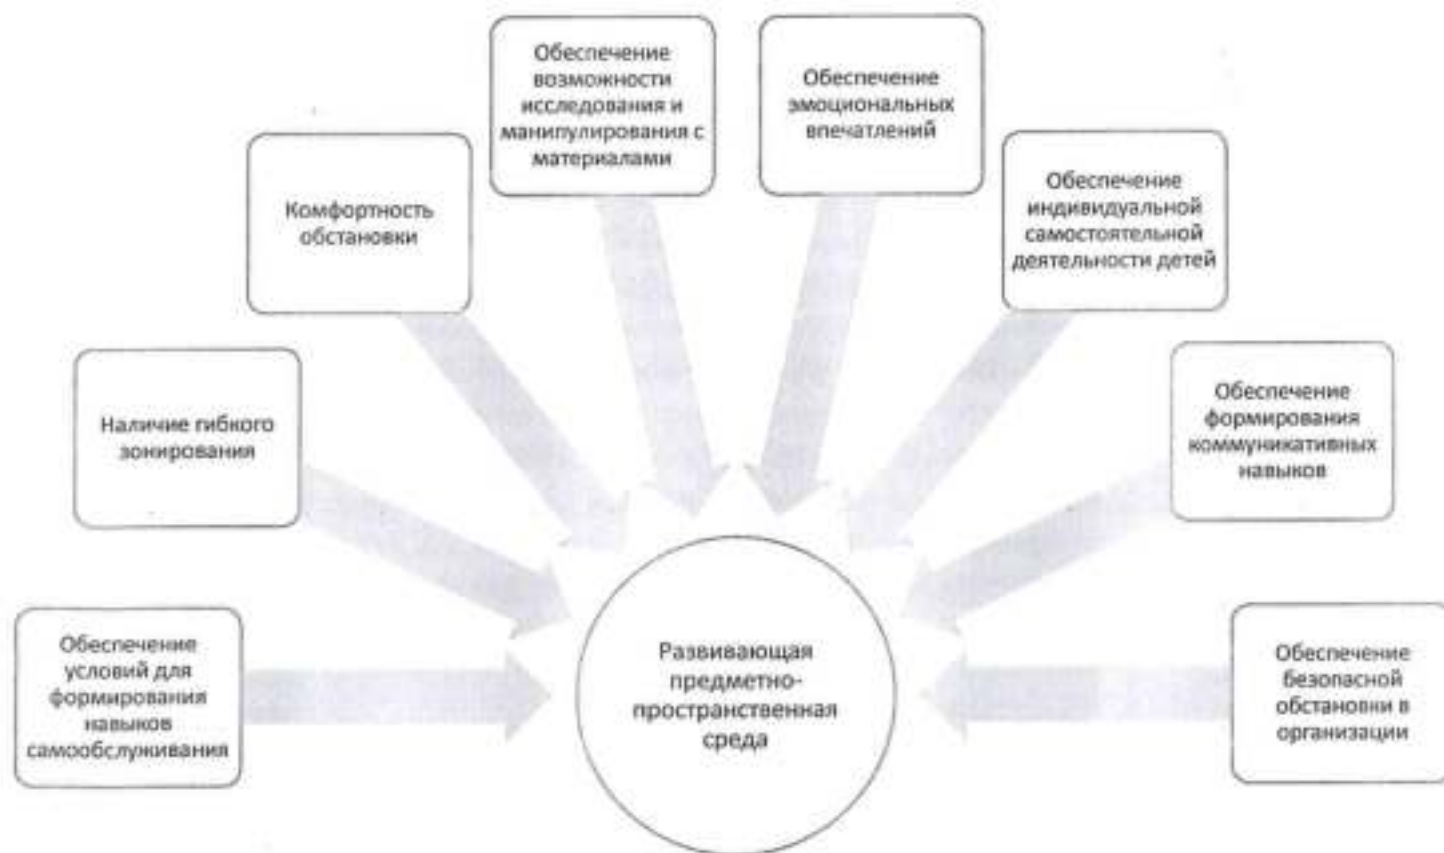 Обеспечение
возможности
исследования и
манипулирования с
материалами
Обеспечение
эмоциональных
впечатлений
Комфортность
обстановки
Обеспечение
индивидуальной
самостоятельной
деятельности детей
Наличие гибкого
зонирования
Обеспечение
формирования
коммуникативных
навыков
Обеспечение
условий для
формирования
навыков
самообслуживания
Развивающая
предметно-
пространственная
среда
Обеспечение
безопасной
обстановки в
организации